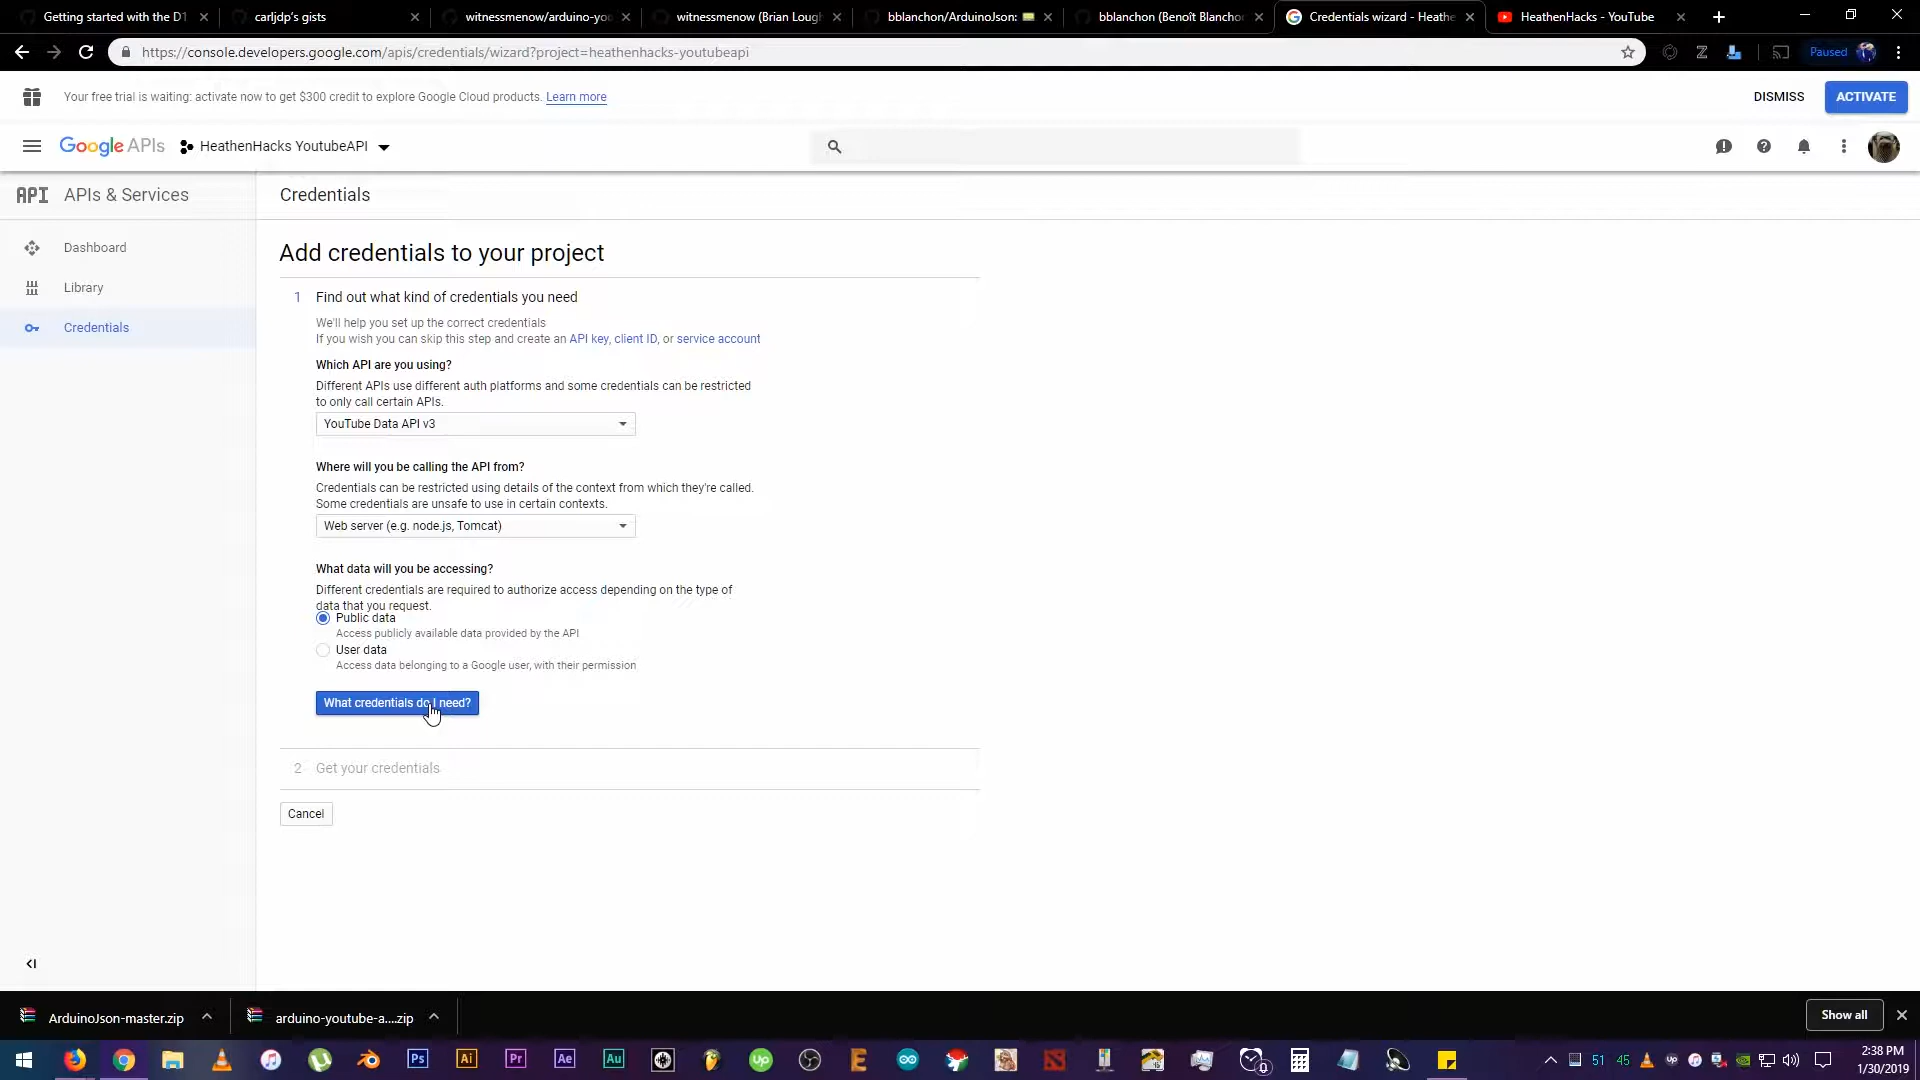 Getting started with the D1
carljdp's gists
witnessmenow/arduino-you
witnessmenow (Brian Lough
bblanchon/ArduinoJson:
bblanchon (Benoît Blancho
Credentials wizard - Heathe
HeathenHacks - YouTube
https://console.developers.google.com/apis/credentials/wizard?project=heathenhacks-youtubeapi
Z
Paused
Your free trial is waiting: activate now to get $300 credit to explore Google Cloud products. Learn more
DISMISS
ACTIVATE
Google APIs
HeathenHacks YoutubeAPI
API APIs & Services
Credentials
Dashboard
Library
Credentials
Add credentials to your project
1 Find out what kind of credentials you need
We'll help you set up the correct credentials
If you wish you can skip this step and create an API key, client ID, or service account
Which API are you using?
Different APIs use different auth platforms and some credentials can be restricted
to only call certain APIs.
YouTube Data API v3
Where will you be calling the API from?
Credentials can be restricted using details of the context from which they're called.
Some credentials are unsafe to use in certain contexts.
Web server (e.g. node.js, Tomcat)
What data will you be accessing?
Different credentials are required to authorize access depending on the type of
data that you request.
Public data
Access publicly available data provided by the API
User data
Access data belonging to a Google user, with their permission
What credentials do I need?
2 Get your credentials
Cancel
ArduinoJson-master.zip
arduino-youtube-a....zip
Show all
Ps
Ai
Pr
Ae
Au
Up
0
51
45
2:38 PM
1/30/2019